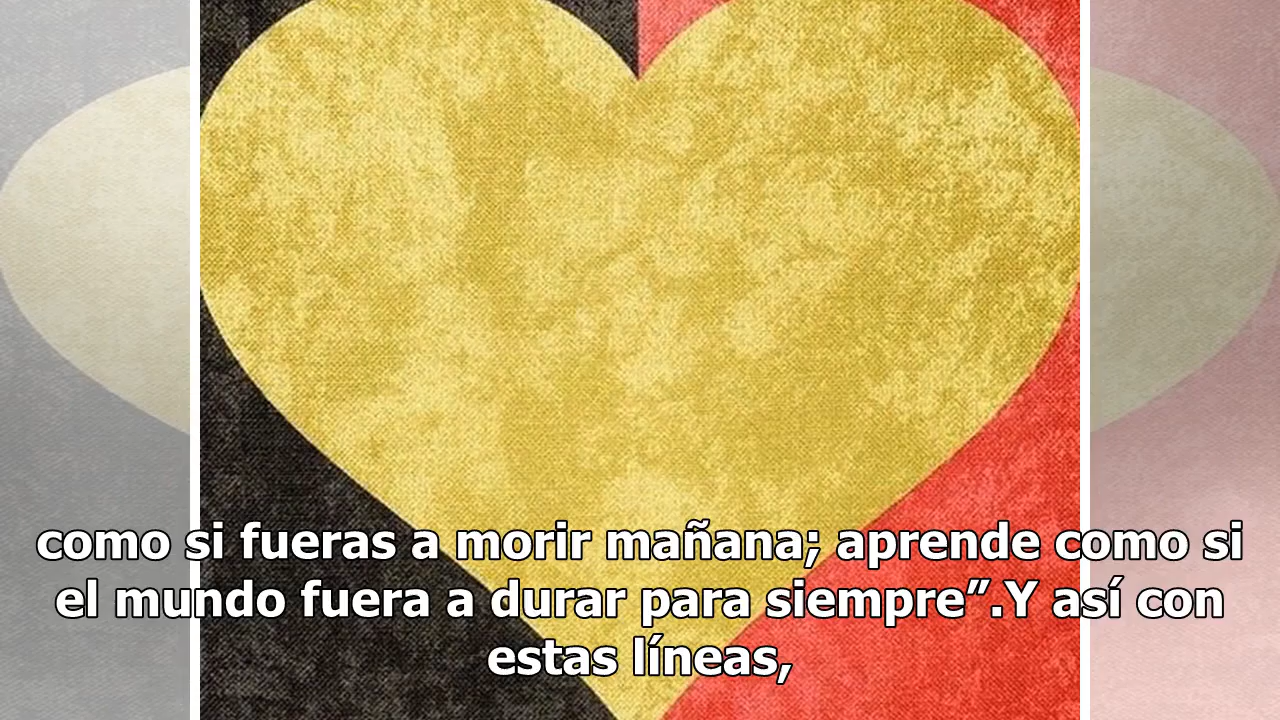 como si fueras a morir mañana; aprende como si
el mundo fuera a durar para siempre”.Y así con
estas líneas,